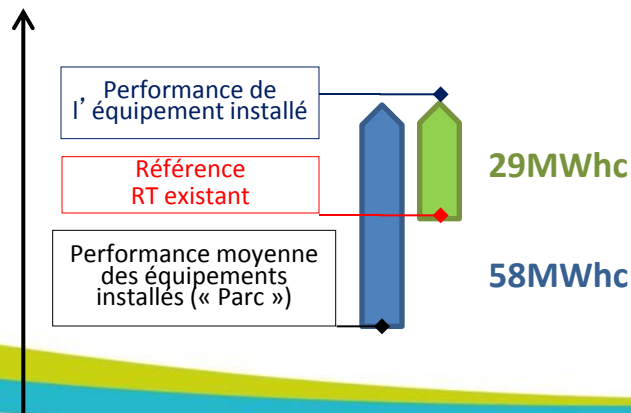 Performance de
l’ équipement installé
29MWhc
Référence
RT existant
Performance moyenne
des équipements
installés (« Parc »)
58MWhc